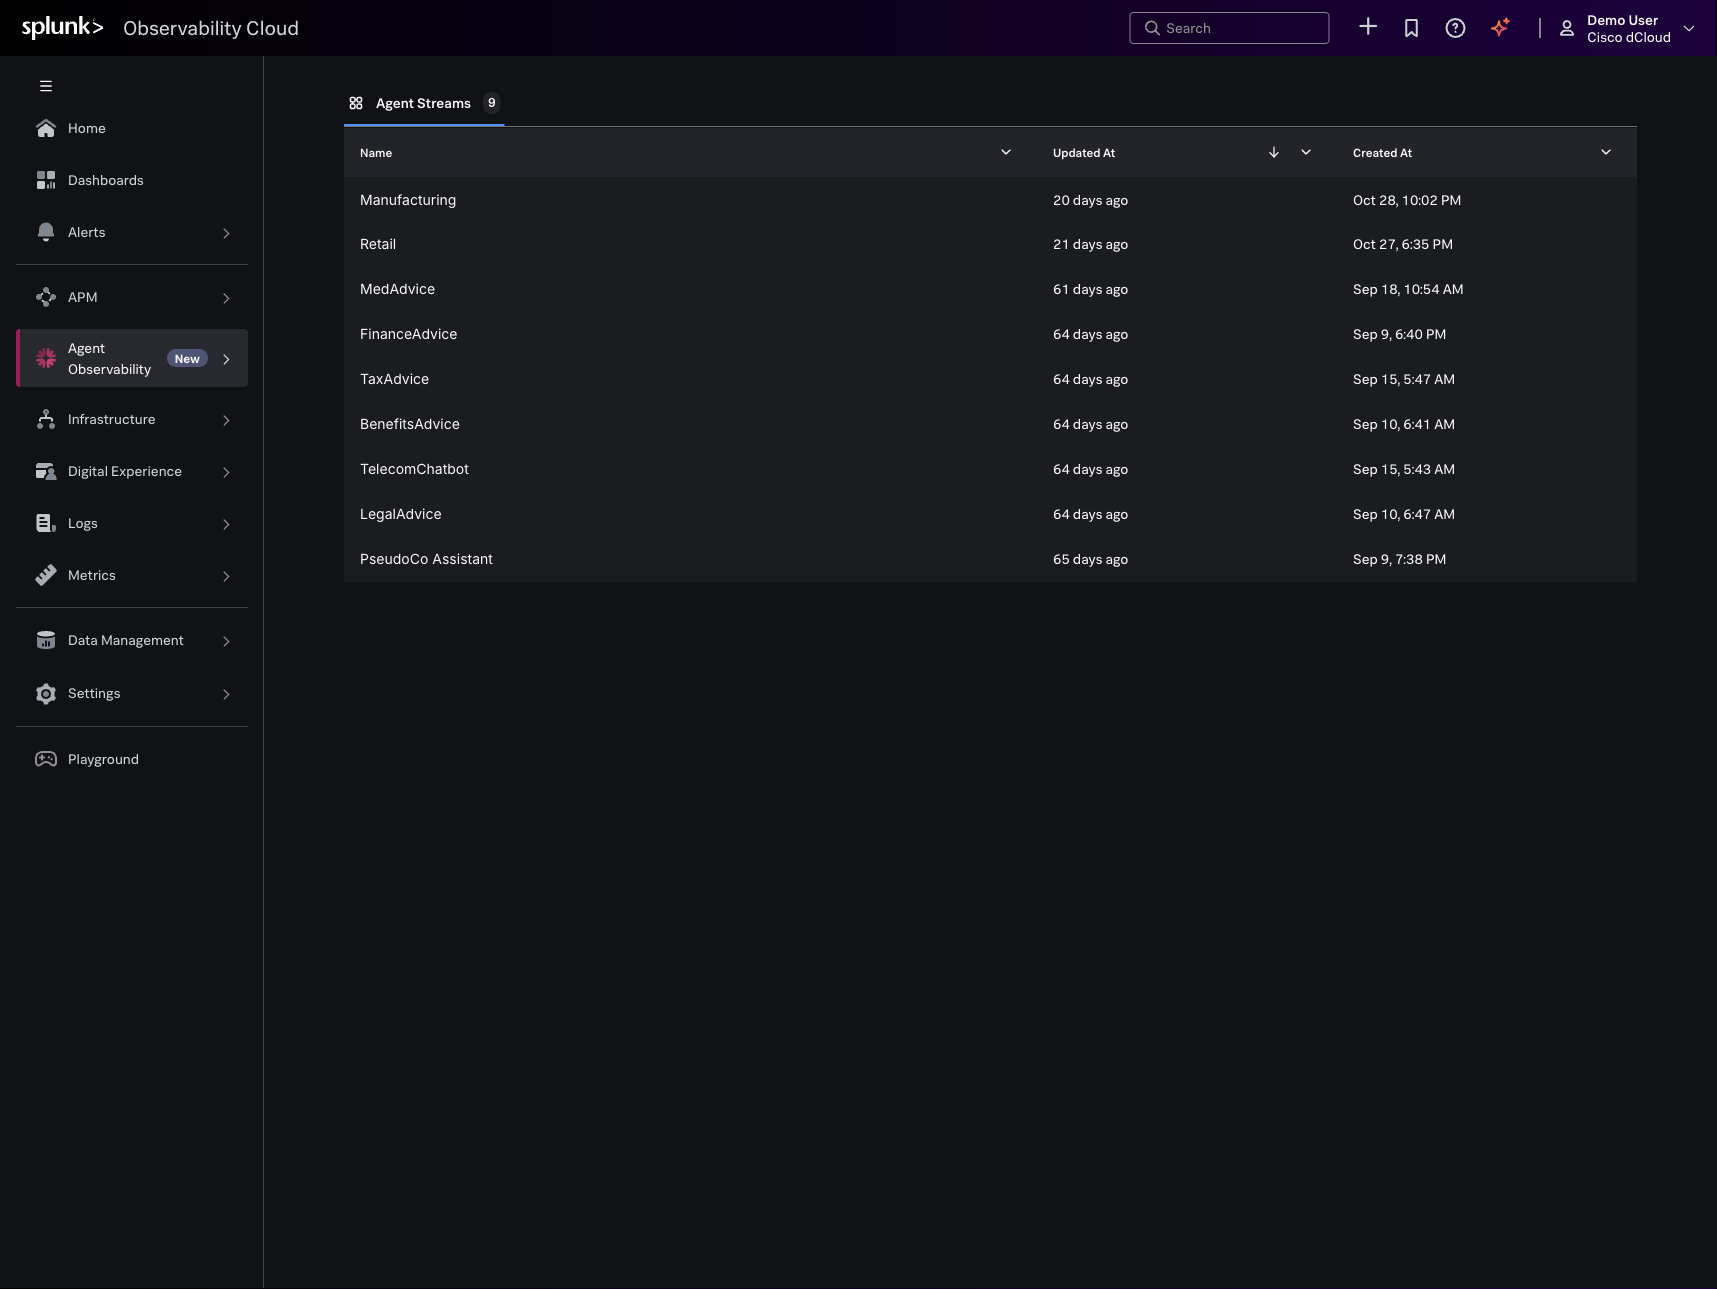 splunk> Observability Cloud
Search
Demo User
Cisco dCloud
Home
Dashboards
Alerts
APM
Agent
Observability
New
Infrastructure
Digital Experience
Logs
Metrics
Data Management
Settings
Playground
Agent Streams 9
Name Updated At Created At
Manufacturing 20 days ago Oct 28, 10:02 PM
Retail 21 days ago Oct 27, 6:35 PM
MedAdvice 61 days ago Sep 18, 10:54 AM
FinanceAdvice 64 days ago Sep 9, 6:40 PM
TaxAdvice 64 days ago Sep 15, 5:47 AM
BenefitsAdvice 64 days ago Sep 10, 6:41 AM
TelecomChatbot 64 days ago Sep 15, 5:43 AM
LegalAdvice 64 days ago Sep 10, 6:47 AM
PseudoCo Assistant 65 days ago Sep 9, 7:38 PM